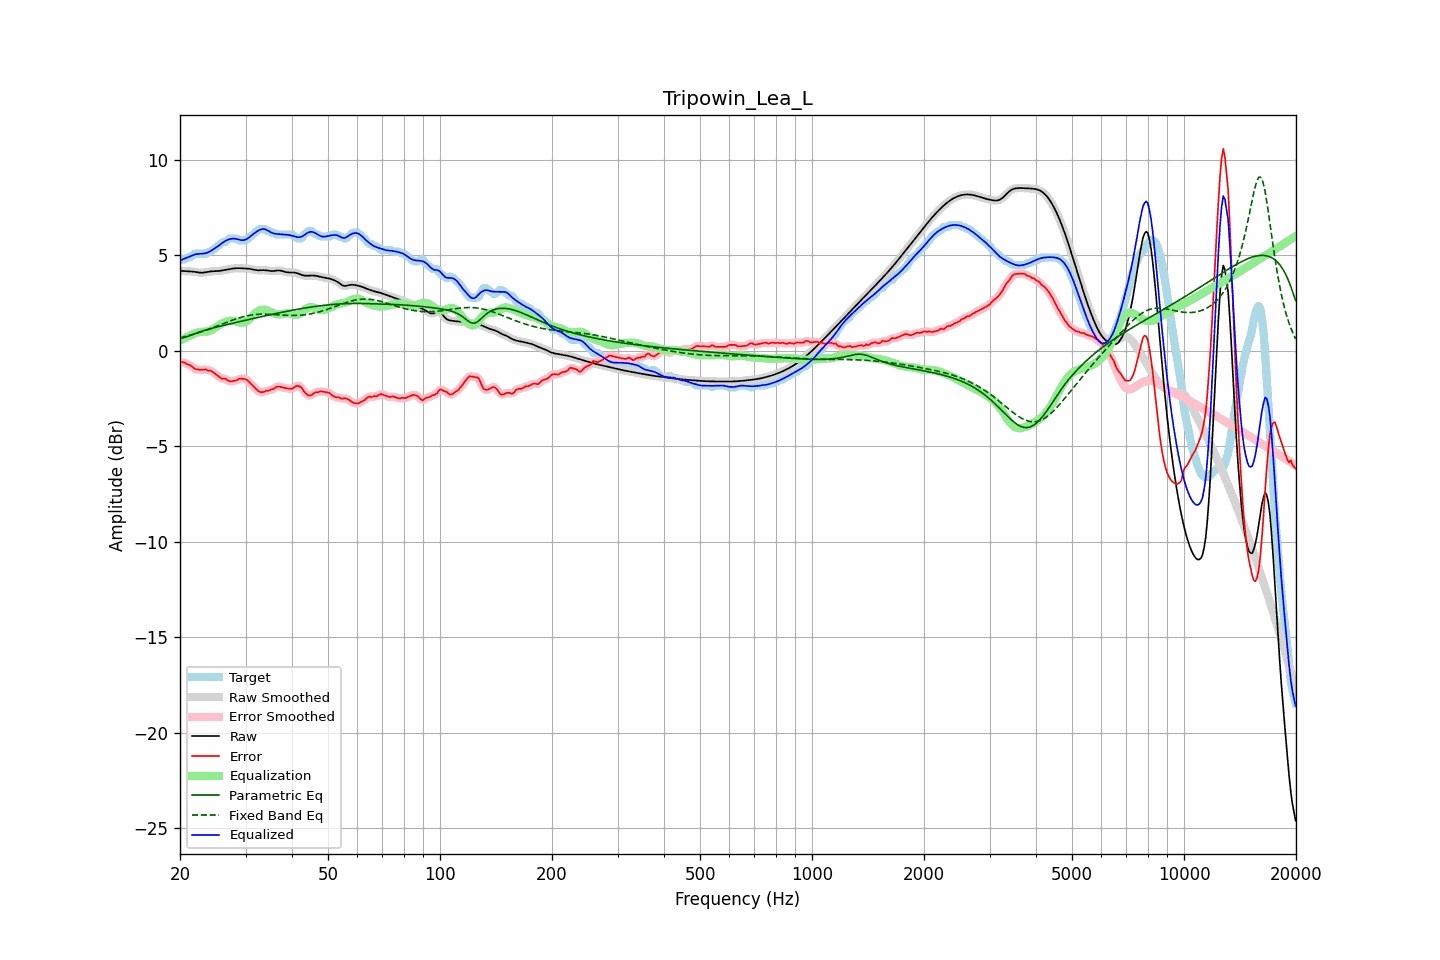 Tripowin_Lea_L
Amplitude (dBr)
10
5
0
−5
−10
−15
−20
−25
Target
Raw Smoothed
Error Smoothed
Raw
Error
Equalization
Parametric Eq
Fixed Band Eq
Equalized
20 50 100 200 500 1000 2000 5000 10000 20000
Frequency (Hz)